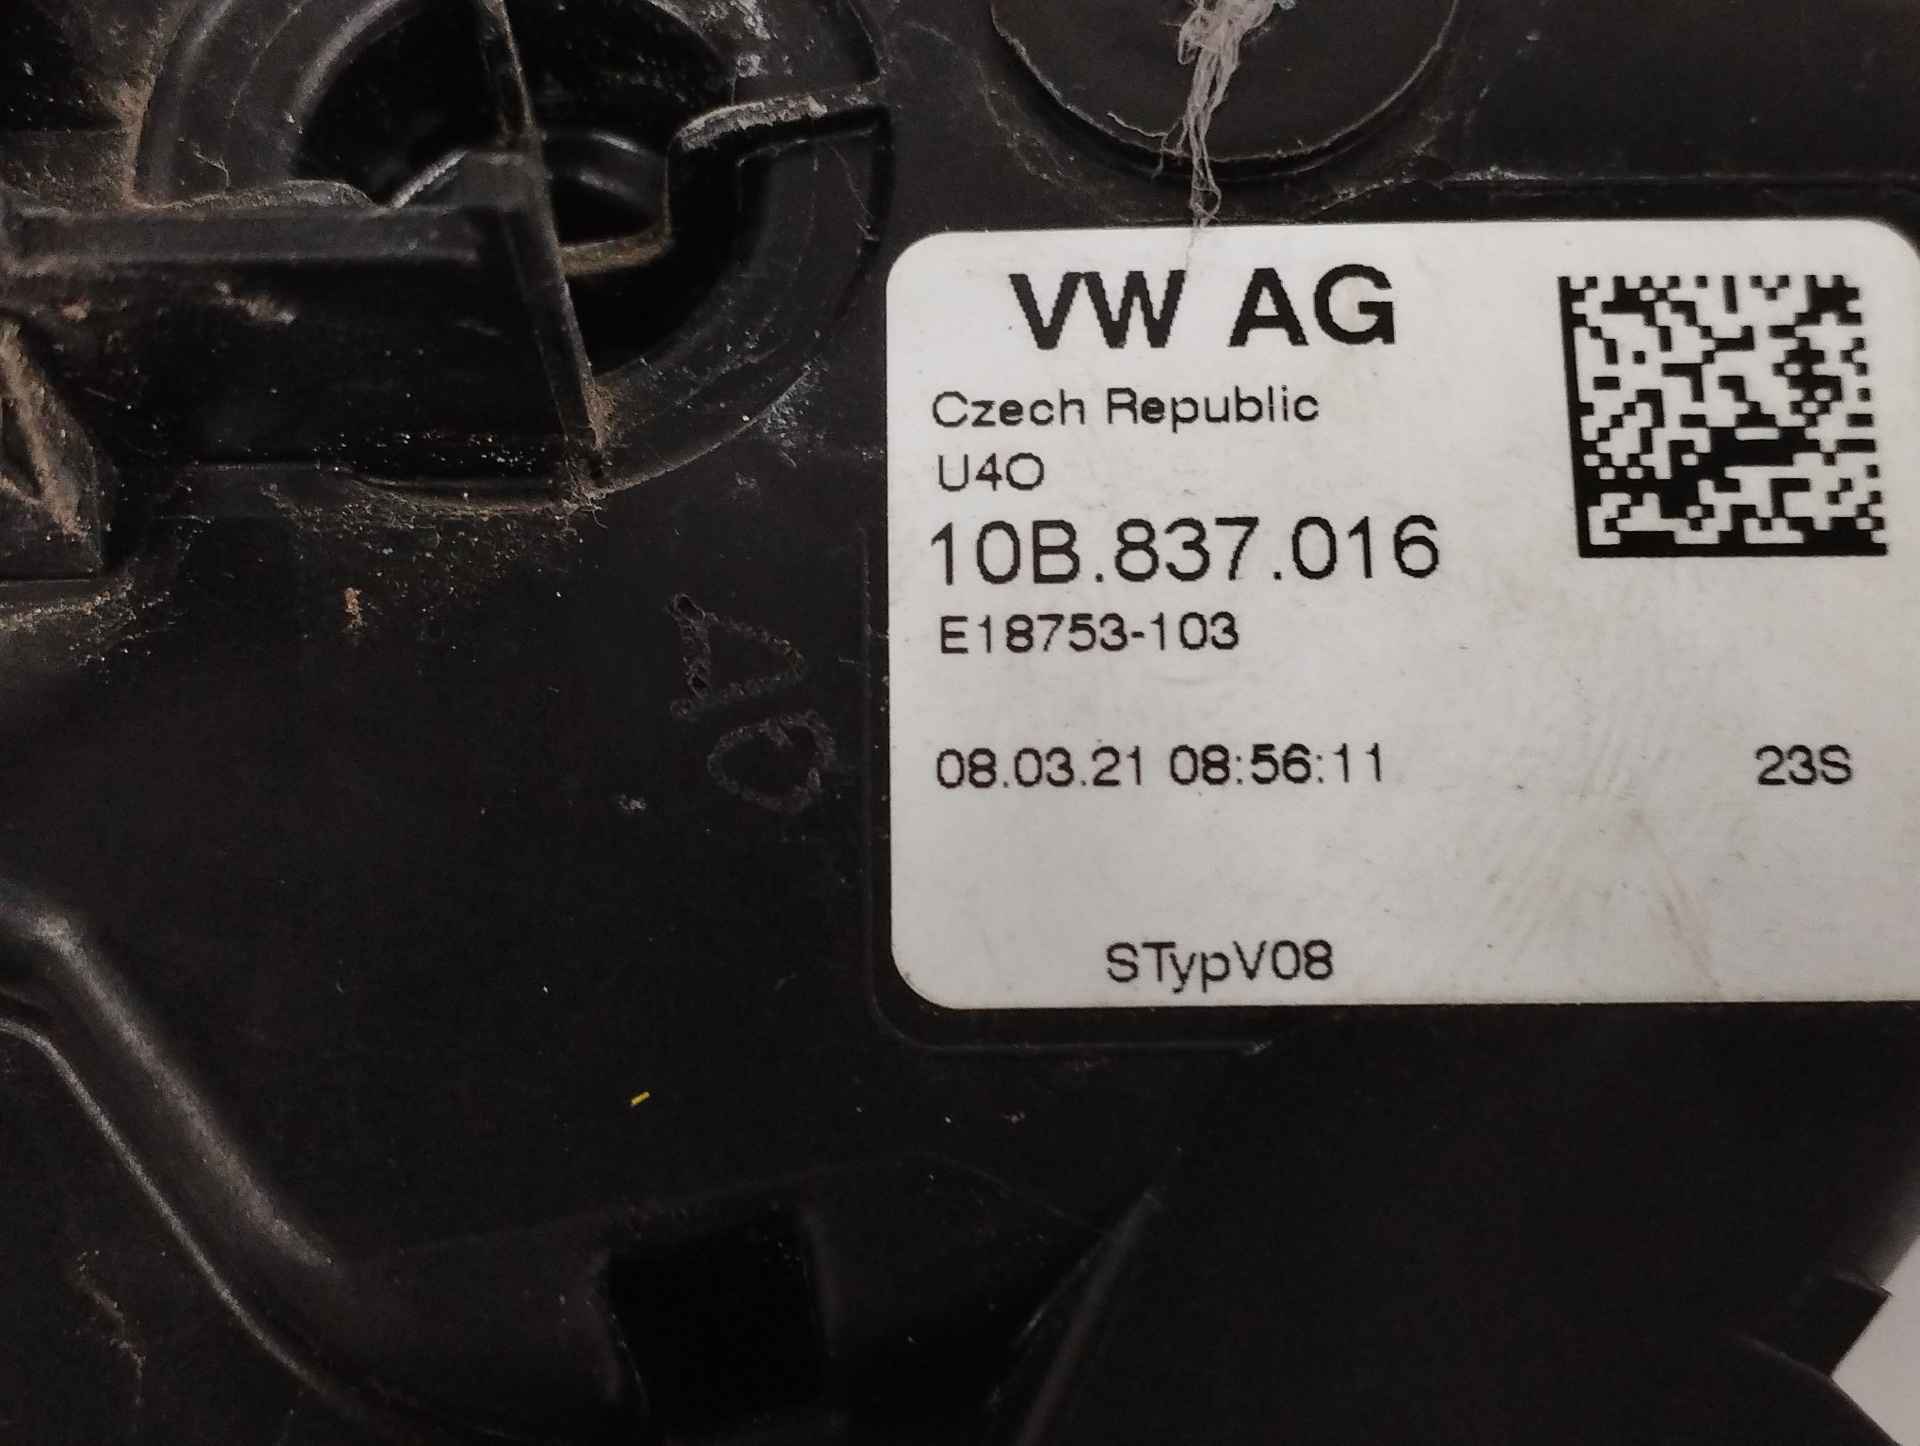 VW AG
Czech Republic
U4O
10B.837.016
E18753-103
08.03.21 08:56:11 23S
STypV08